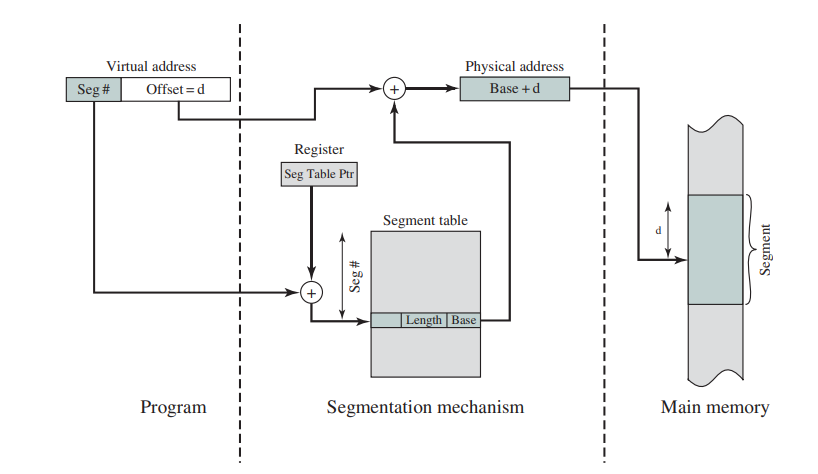 Virtual address
Seg # Offset = d
Physical address
Base + d
Register
Seg Table Ptr
Segment table
Seg #
Length Base
d
Segment
+
+
Program
Segmentation mechanism
Main memory